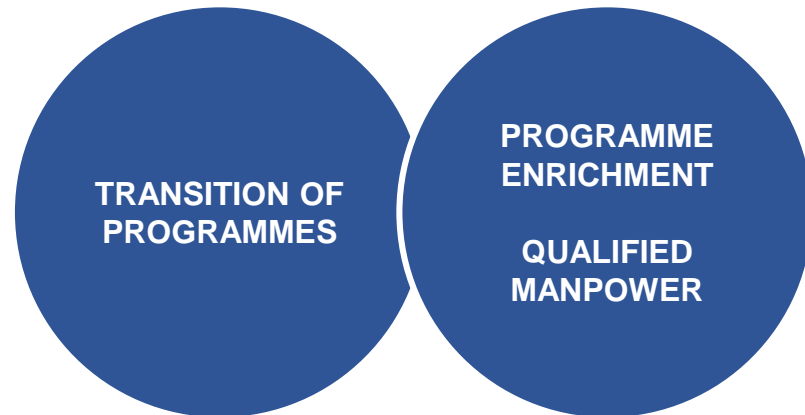 TRANSITION OF
PROGRAMMES
PROGRAMME
ENRICHMENT
QUALIFIED
MANPOWER